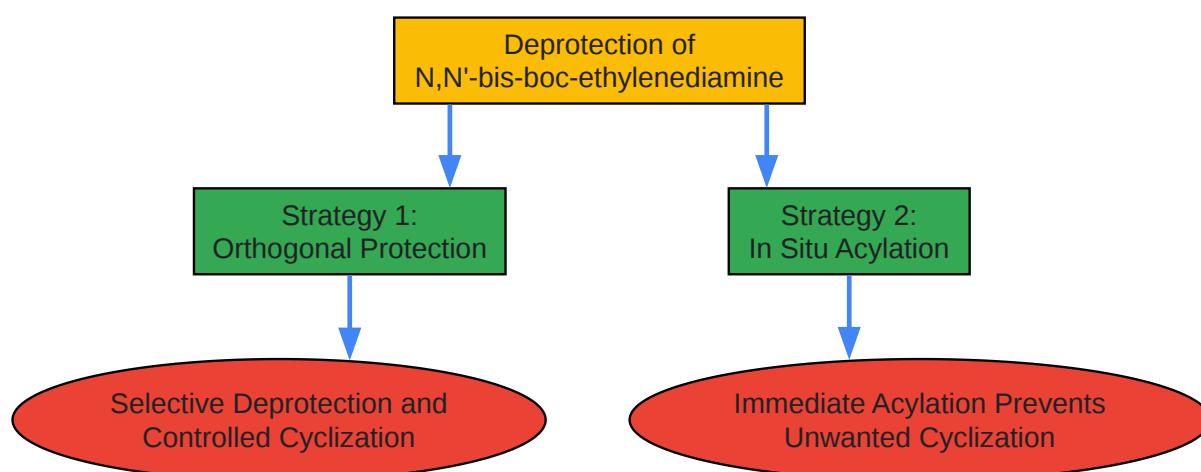 Deprotection of
N,N'-bis-boc-ethylenediamine
Strategy 1:
Orthogonal Protection
Strategy 2:
In Situ Acylation
Selective Deprotection and
Controlled Cyclization
Immediate Acylation Prevents
Unwanted Cyclization